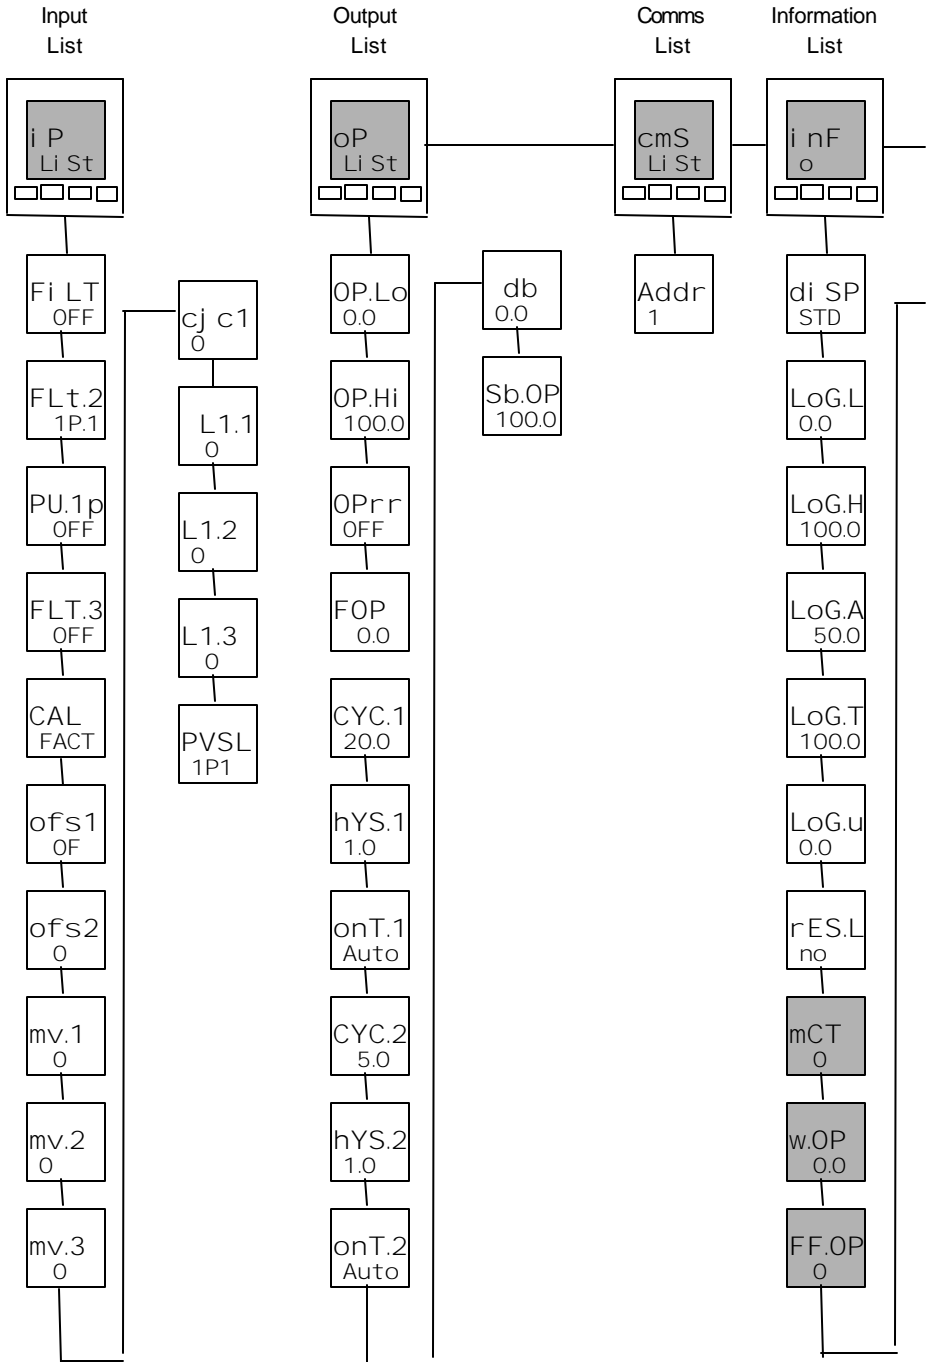 Input
List
i P
Li St
Fi LT
OFF
FLt.2
1P.1
PU.1p
OFF
FLT.3
OFF
CAL
FACT
ofs1
OF
ofs2
0
mv.1
0
mv.2
0
mv.3
0
cj c1
0
L1.1
0
L1.2
0
L1.3
0
PVSL
1P1
Output
List
oP
Li St
OP.Lo
0.0
OP.Hi
100.0
OPrr
OFF
FOP
0.0
CYC.1
20.0
hYS.1
1.0
onT.1
Auto
CYC.2
5.0
hYS.2
1.0
onT.2
Auto
db
0.0
Sb.OP
100.0
Comms
List
cmS
Li St
Addr
1
Information
List
i nF
o
di SP
STD
LoG.L
0.0
LoG.H
100.0
LoG.A
50.0
LoG.T
100.0
LoG.u
0.0
rES.L
no
mCT
0
w.OP
0.0
FF.OP
0